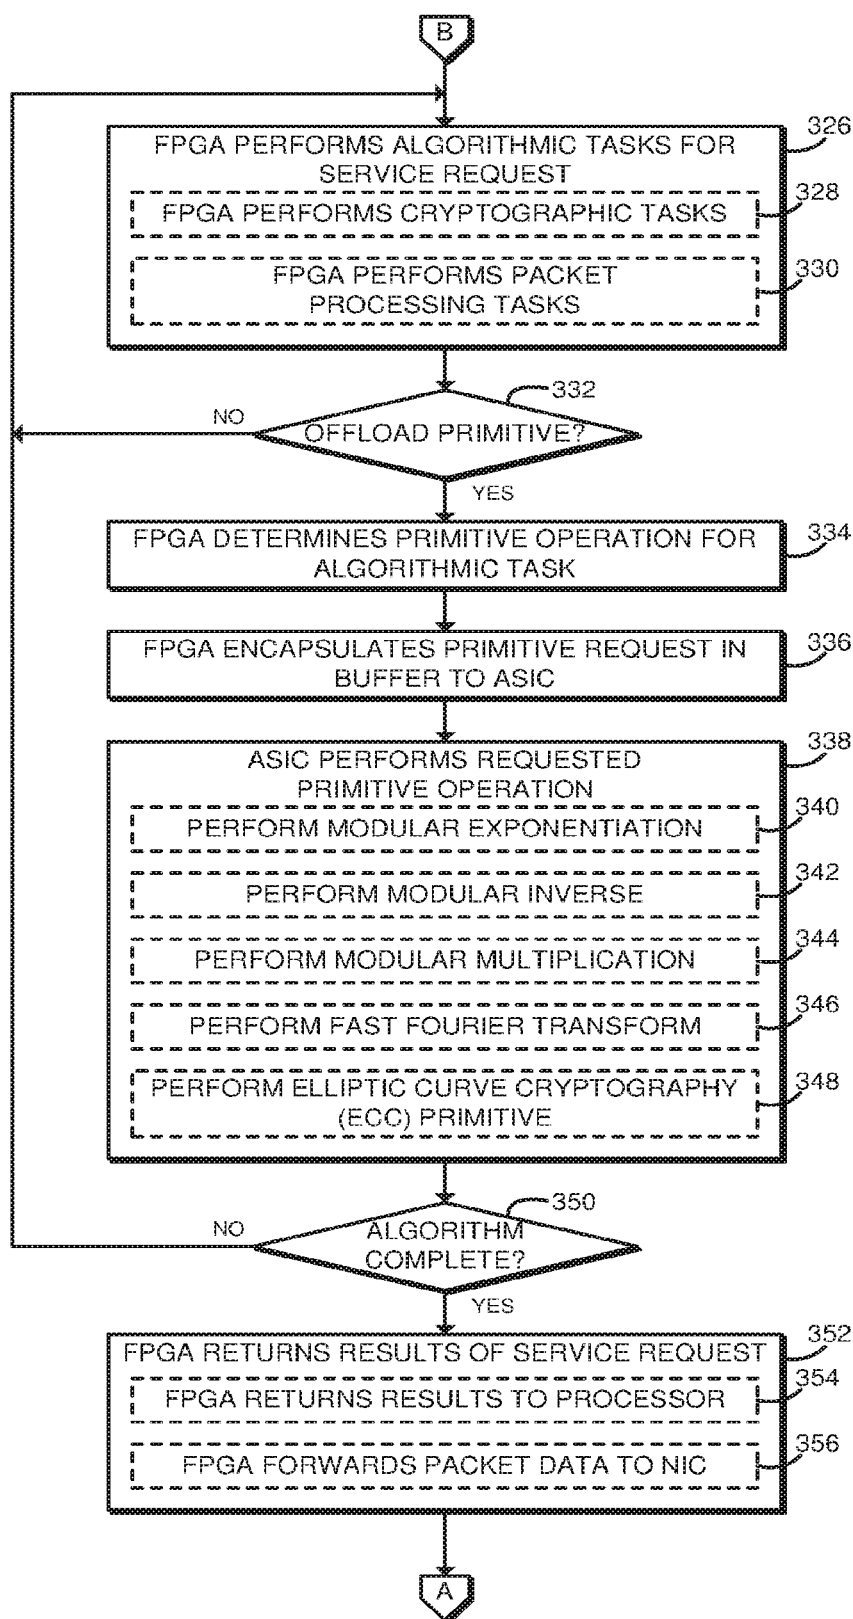 B
FPGA PERFORMS ALGORITHMIC TASKS FOR
SERVICE REQUEST
326
FPGA PERFORMS CRYPTOGRAPHIC TASKS
328
FPGA PERFORMS PACKET
PROCESSING TASKS
330
332
NO
OFFLOAD PRIMITIVE?
YES
FPGA DETERMINES PRIMITIVE OPERATION FOR
ALGORITHMIC TASK
334
FPGA ENCAPSULATES PRIMITIVE REQUEST IN
BUFFER TO ASIC
336
ASIC PERFORMS REQUESTED
PRIMITIVE OPERATION
338
PERFORM MODULAR EXPONENTIATION
340
PERFORM MODULAR INVERSE
342
PERFORM MODULAR MULTIPLICATION
344
PERFORM FAST FOURIER TRANSFORM
346
PERFORM ELLIPTIC CURVE CRYPTOGRAPHY
(ECC) PRIMITIVE
348
350
NO
ALGORITHM
COMPLETE?
YES
FPGA RETURNS RESULTS OF SERVICE REQUEST
352
FPGA RETURNS RESULTS TO PROCESSOR
354
FPGA FORWARDS PACKET DATA TO NIC
356
A